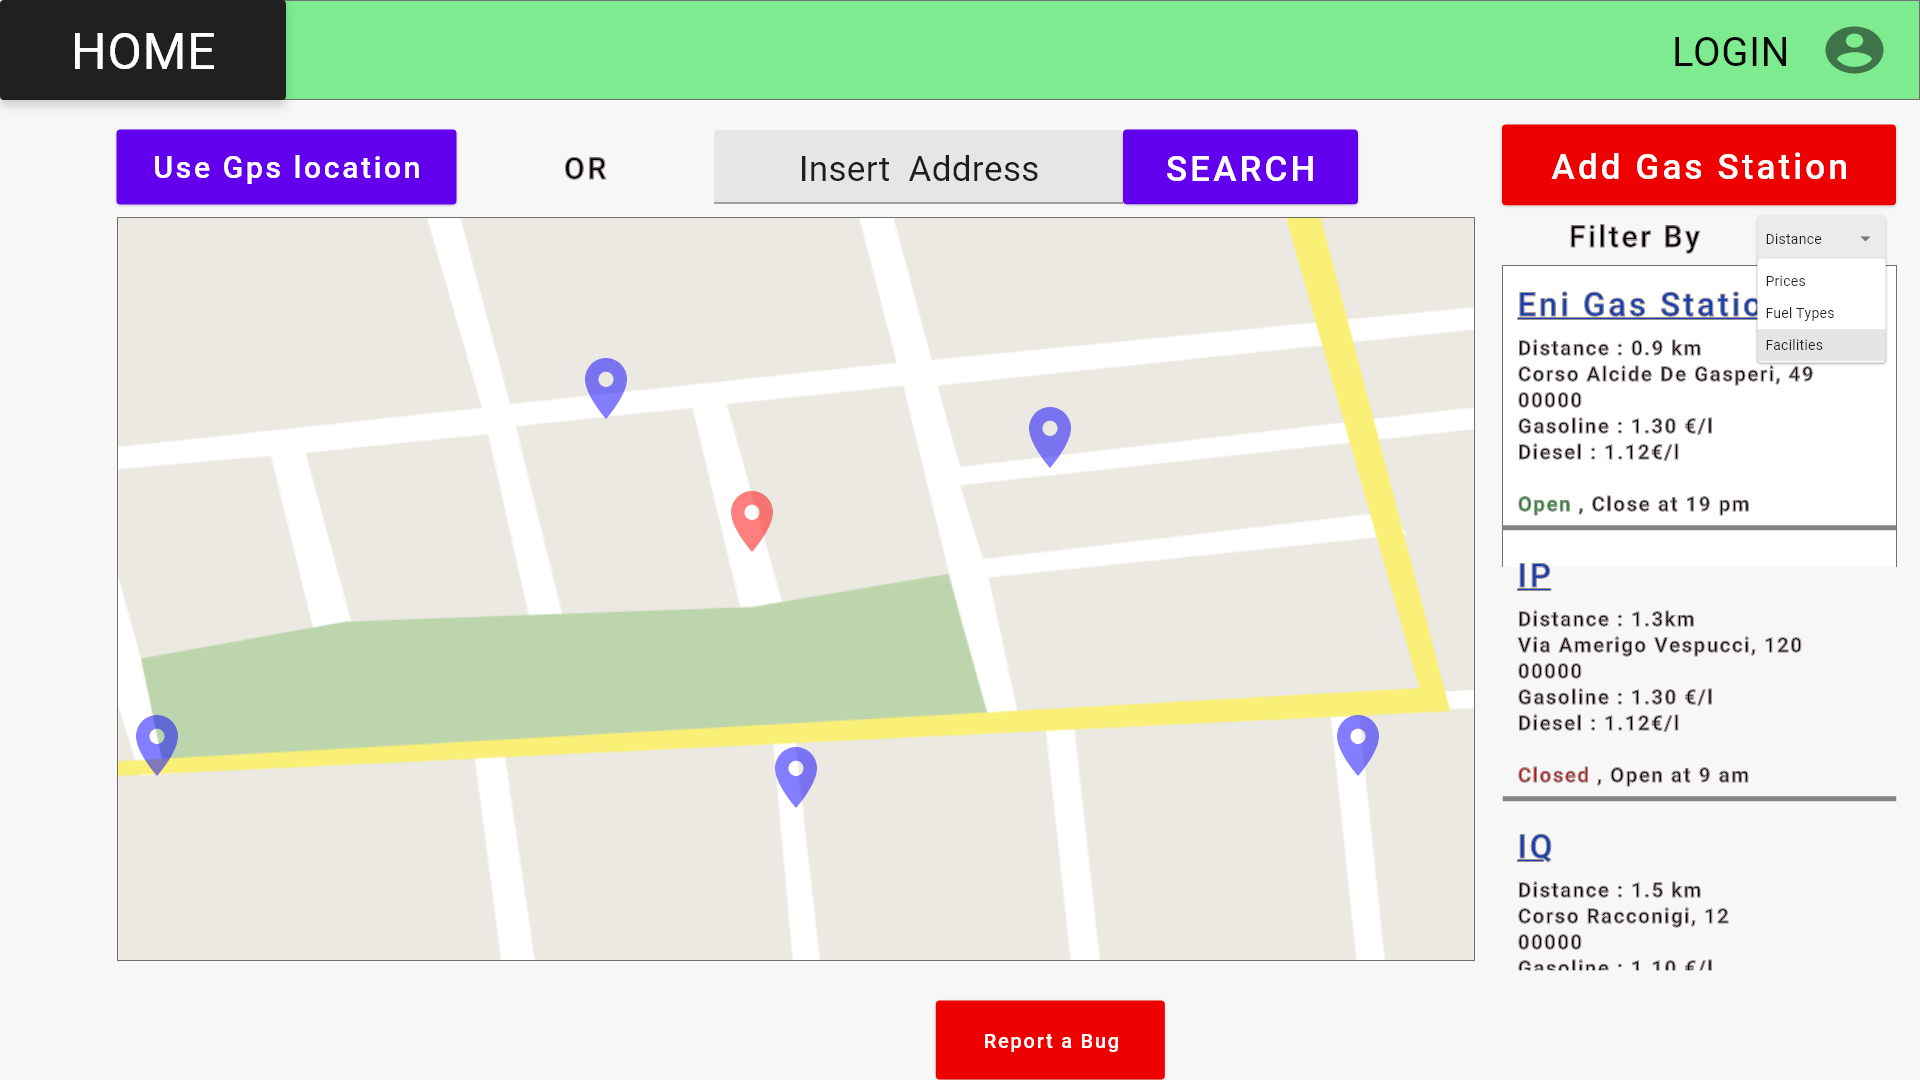 HOME
LOGIN
Use Gps location
OR
Insert Address
SEARCH
Add Gas Station
Filter By
Distance
Prices
Fuel Types
Facilities
Eni Gas Statio
Distance : 0.9 km
Corso Alcide De Gasperi, 49
00000
Gasoline : 1.30 €/l
Diesel : 1.12€/l
Open , Close at 19 pm
IP
Distance : 1.3km
Via Amerigo Vespucci, 120
00000
Gasoline : 1.30 €/l
Diesel : 1.12€/l
Closed , Open at 9 am
IQ
Distance : 1.5 km
Corso Racconigi, 12
00000
Gasoline : 1.10 €/l
Report a Bug